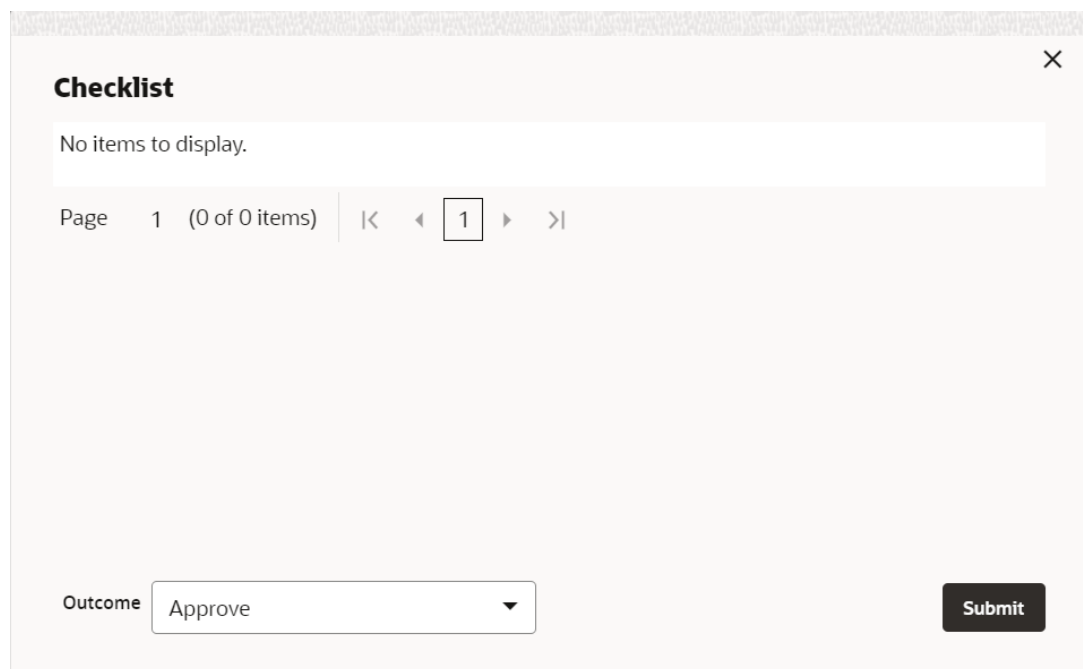 Checklist
No items to display.
Page 1 (0 of 0 items) 1
Outcome Approve Submit